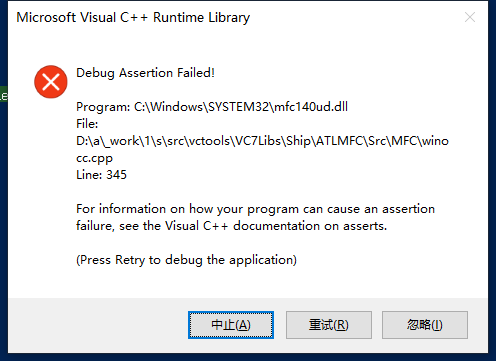 Microsoft Visual C++ Runtime Library
Debug Assertion Failed!
Program: C:\Windows\SYSTEM32\mfc140ud.dll
File:
D:\a\_work\1\s\src\vctools\VC7Libs\Ship\ATLMFC\Src\MFC\wino
cc.cpp
Line: 345
For information on how your program can cause an assertion
failure, see the Visual C++ documentation on asserts.
(Press Retry to debug the application)
中止(A)
重试(R)
忽略(I)